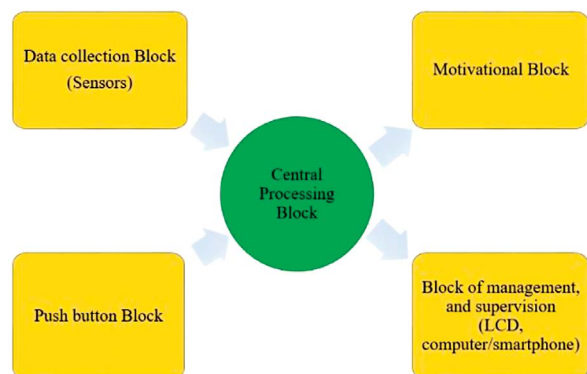 Data collection Block
(Sensors)
Motivational Block
Central
Processing
Block
Push button Block
Block of management,
and supervision
(LCD,
computer/smartphone)